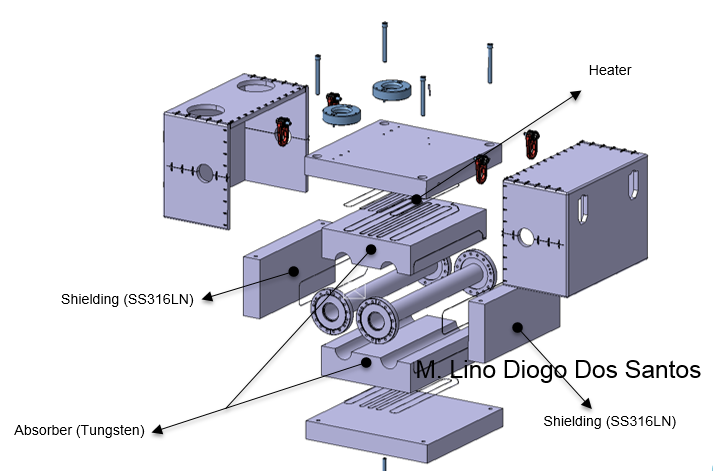 Heater
Shielding (SS316LN)
M. Lino Diogo Dos Santos
Shielding (SS316LN)
Absorber (Tungsten)